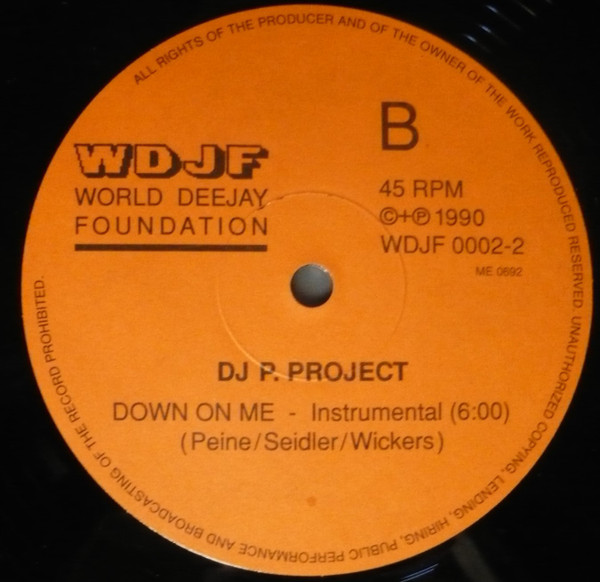 ALL RIGHTS OF THE PRODUCER AND OF THE OWNER OF THE WORK REPRODUCED RESERVED. UNAUTHORIZED COPYING, LENDING, HIRING, PUBLIC PERFORMANCE AND BROADCASTING OF THE RECORD PROHIBITED.
B
WDJF
WORLD DEEJAY
FOUNDATION
45 RPM
©+℗ 1990
WDJF 0002-2
ME 0692
DJ P. PROJECT
DOWN ON ME - Instrumental (6:00)
(Peine/Seidler/Wickers)